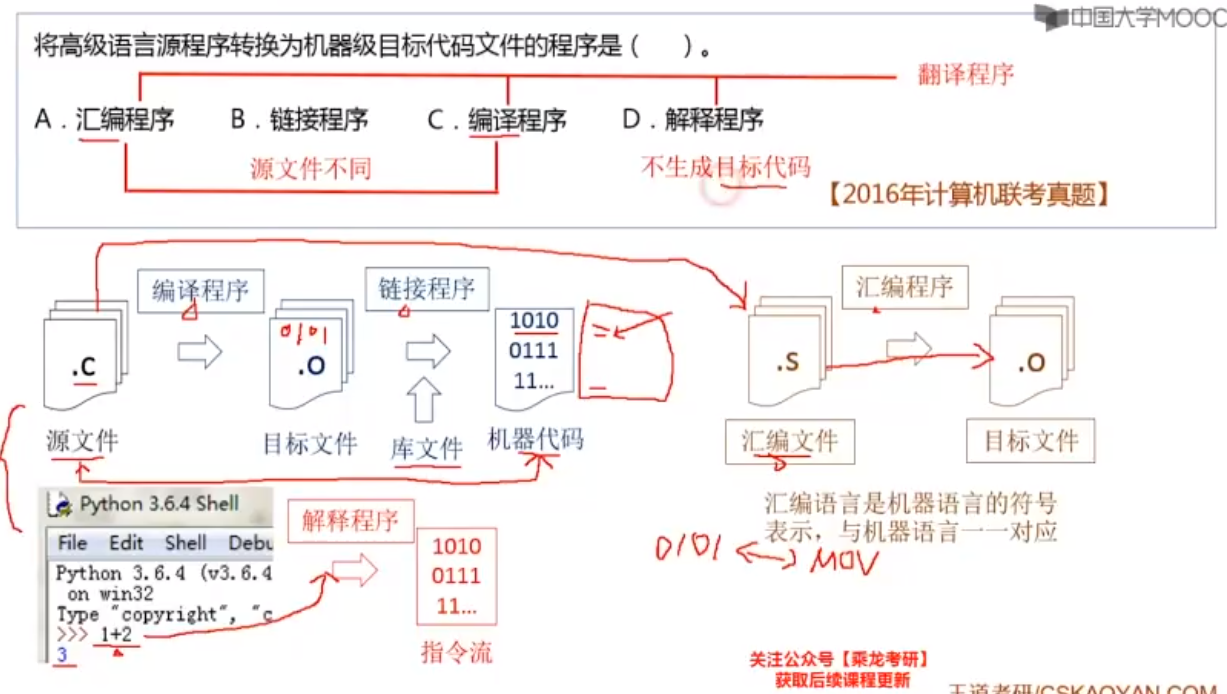 中国大学MOOC
将高级语言源程序转换为机器级目标代码文件的程序是（　　）。
翻译程序
A．汇编程序　　B．链接程序　　C．编译程序　　D．解释程序
源文件不同　　不生成目标代码
【2016年计算机联考真题】
编译程序　　链接程序　　汇编程序
0101
.c　　.o　　1010
0111
11...
.s　　.o
源文件　　目标文件　　库文件　　机器代码　　汇编文件　　目标文件
Python 3.6.4 Shell
File Edit Shell Debu
Python 3.6.4 (v3.6.4
on win32
Type "copyright", "c
>>> 1+2
3
解释程序
1010
0111
11...
指令流
汇编语言是机器语言的符号
表示，与机器语言一一对应
0101 MOV
关注公众号【乘龙考研】
获取后续课程更新
王道考研/CSKAOYAN.COM